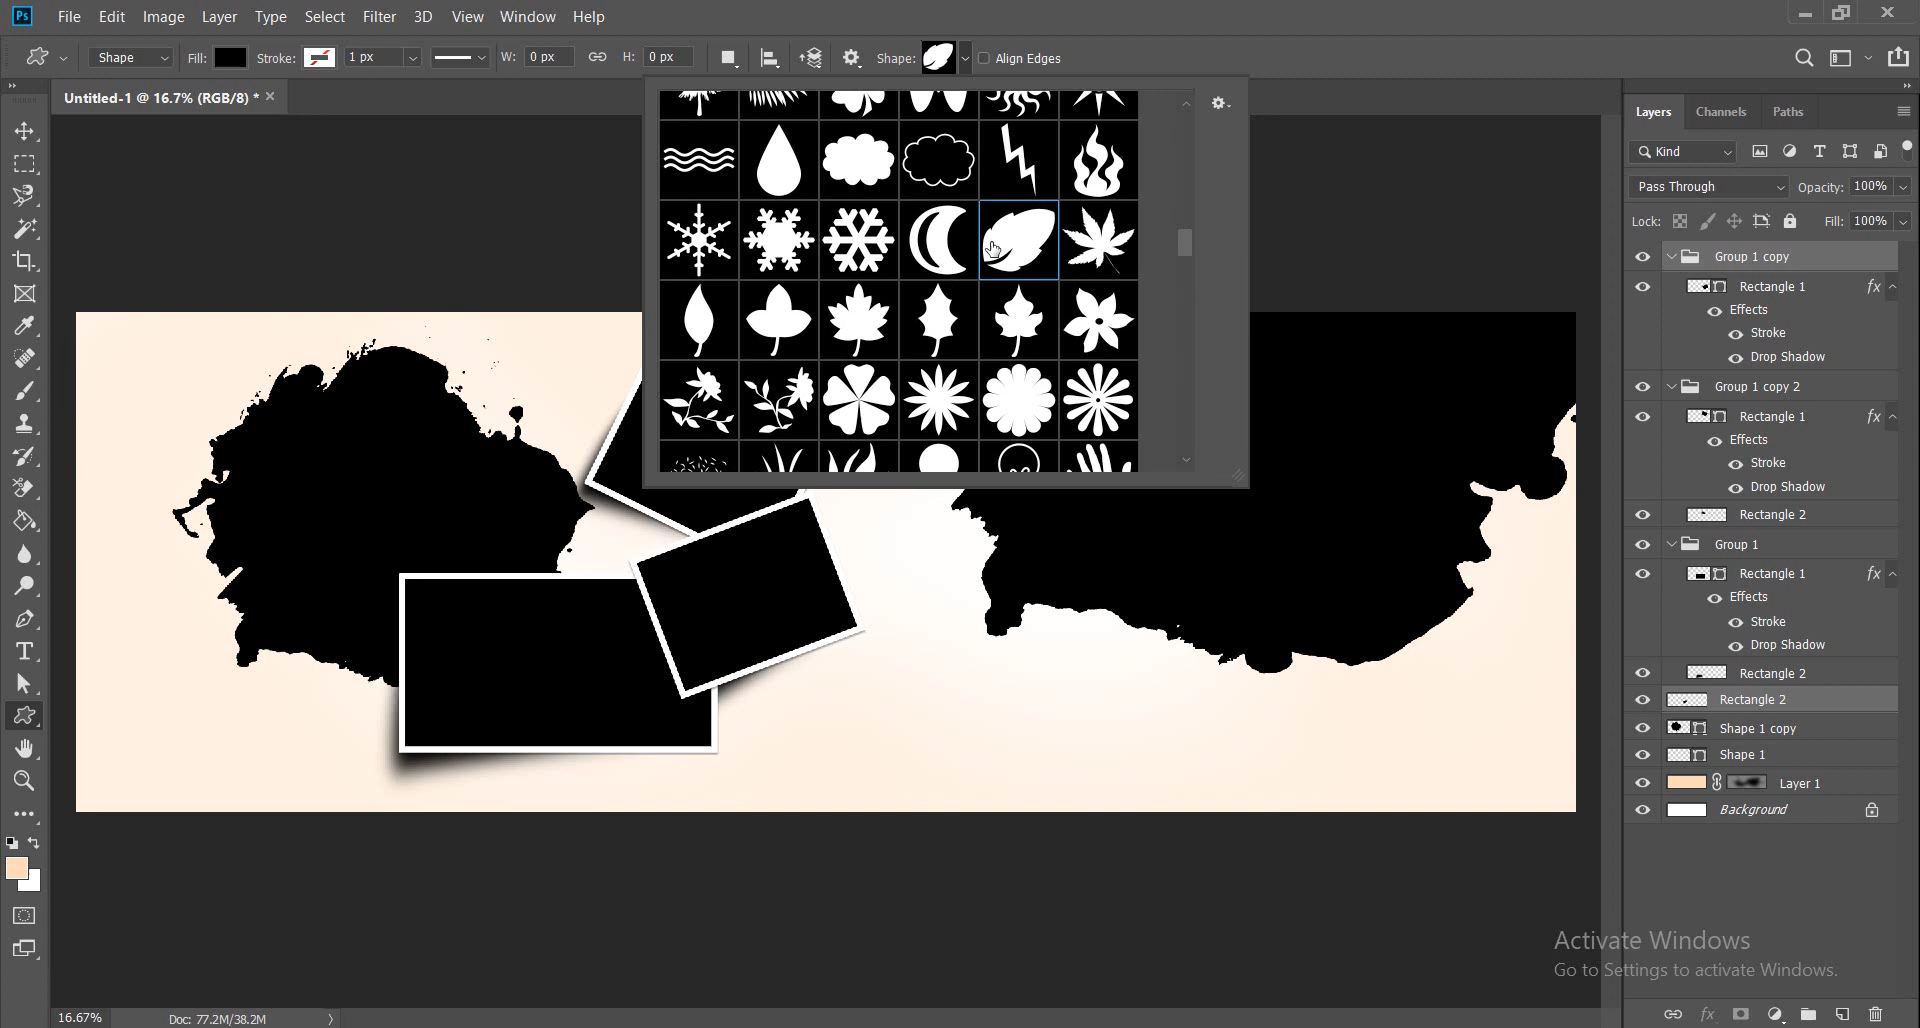 Ps File Edit Image Layer Type Select Filter 3D View Window Help
Shape Fill: Stroke: 1 px W: 0 px H: 0 px Shape: Align Edges
Untitled-1 @ 16.7% (RGB/8) *
Layers Channels Paths
Kind
Pass Through Opacity: 100%
Lock: Fill: 100%
Group 1 copy
Rectangle 1 fx
Effects
Stroke
Drop Shadow
Group 1 copy 2
Rectangle 1 fx
Effects
Stroke
Drop Shadow
Rectangle 2
Group 1
Rectangle 1 fx
Effects
Stroke
Drop Shadow
Rectangle 2
Rectangle 2
Shape 1 copy
Shape 1
Layer 1
Background
Activate Windows
Go to Settings to activate Windows.
16.67% Doc: 77.2M/38.2M
fx